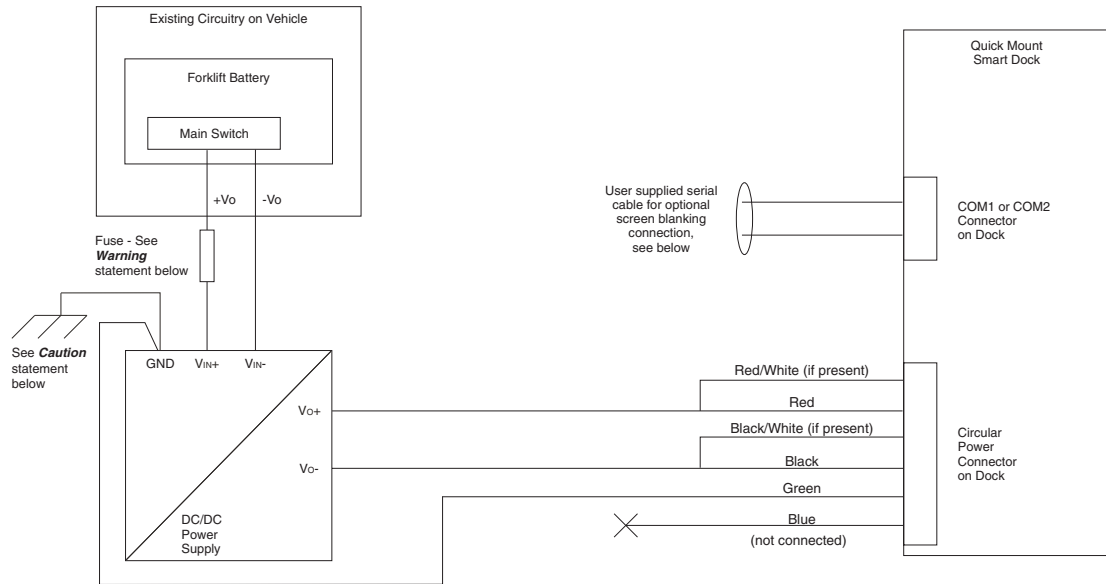 Existing Circuitry on Vehicle
Forklift Battery
Main Switch
+Vo
-Vo
Fuse - See
Warning
statement below
See Caution
statement
below
GND
VIN+
VIN-
VO+
VO-
DC/DC
Power
Supply
Quick Mount
Smart Dock
User supplied serial
cable for optional
screen blanking
connection,
see below
COM1 or COM2
Connector
on Dock
Red/White (if present)
Red
Black/White (if present)
Black
Green
Blue
(not connected)
Circular
Power
Connector
on Dock